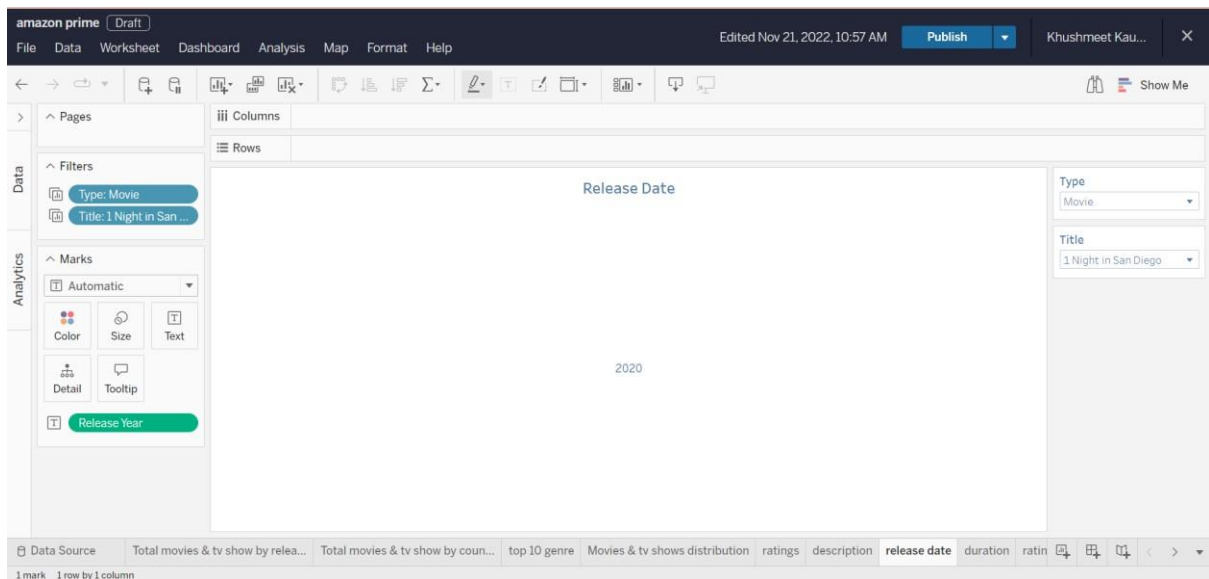 amazon prime Draft
File Data Worksheet Dashboard Analysis Map Format Help
Edited Nov 21, 2022, 10:57 AM
Publish
Khushmeet Kau...
Show Me
Pages
iii Columns
Rows
Data
Analytics
Filters
Type: Movie
Title: 1 Night in San ...
Marks
Automatic
Color Size Text
Detail Tooltip
Release Year
Release Date
2020
Type
Movie
Title
1 Night in San Diego
Data Source Total movies & tv show by relea... Total movies & tv show by coun... top 10 genre Movies & tv shows distribution ratings description release date duration ratin
1 mark 1 row by 1 column